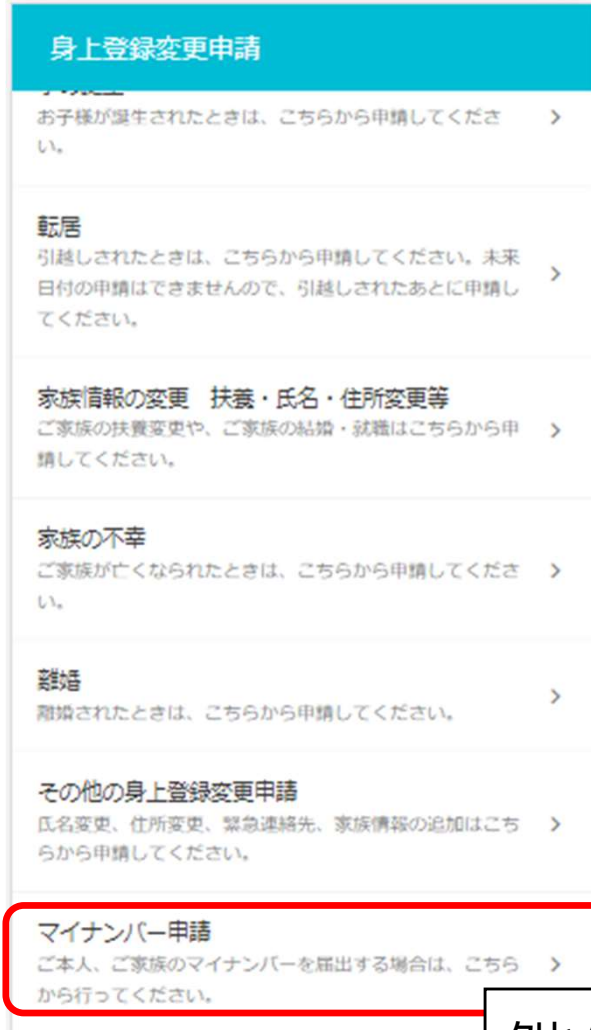 身上登録変更申請
お子様が誕生されたときは、こちらから申請してくださ
い。
転居
引越しされたときは、こちらから申請してください。未来
日付の申請はできませんので、引越しされたあとに申請し
てください。
家族情報の変更　扶養・氏名・住所変更等
ご家族の扶養変更や、ご家族の結婚・就職はこちらから申
請してください。
家族の不幸
ご家族が亡くなられたときは、こちらから申請してくださ
い。
離婚
離婚されたときは、こちらから申請してください。
その他の身上登録変更申請
氏名変更、住所変更、緊急連絡先、家族情報の追加はこち
らから申請してください。
マイナンバー申請
ご本人、ご家族のマイナンバーを届出する場合は、こちら
から行ってください。